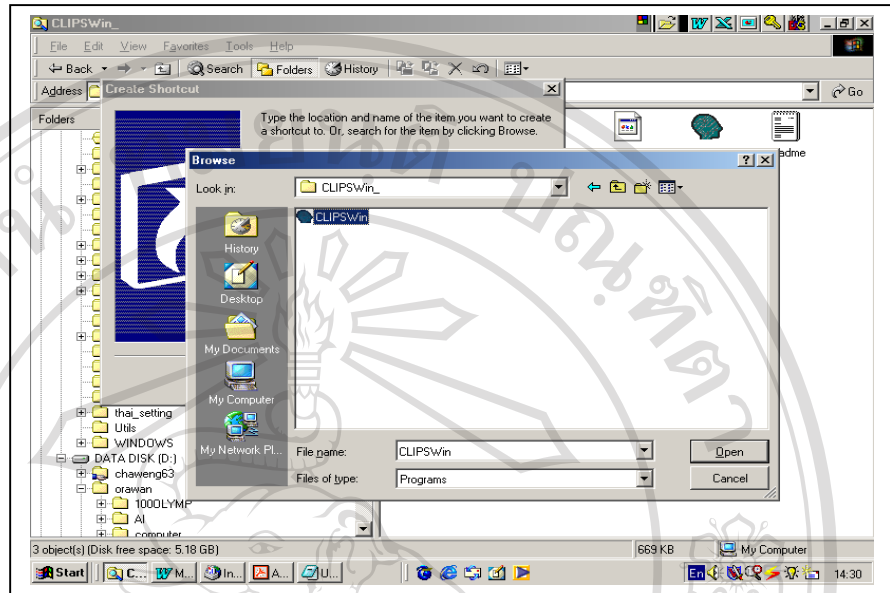 CLIPSWin_
File Edit View Favorites Tools Help
Back Search Folders History
Address Go
Create Shortcut
Type the location and name of the item you want to create
a shortcut to. Or, search for the item by clicking Browse.
Folders
Browse
Look in: CLIPSWin_
CLIPSWin
History
Desktop
My Documents
My Computer
My Network Pl...
File name: CLIPSWin Open
Files of type: Programs Cancel
thai_setting
Utils
WINDOWS
DATA DISK (D:)
chaweng63
orawan
1000LYMP
AI
computer
3 object(s) (Disk free space: 5.18 GB) 669 KB My Computer
Start C... M... In... A... U... En 14:30